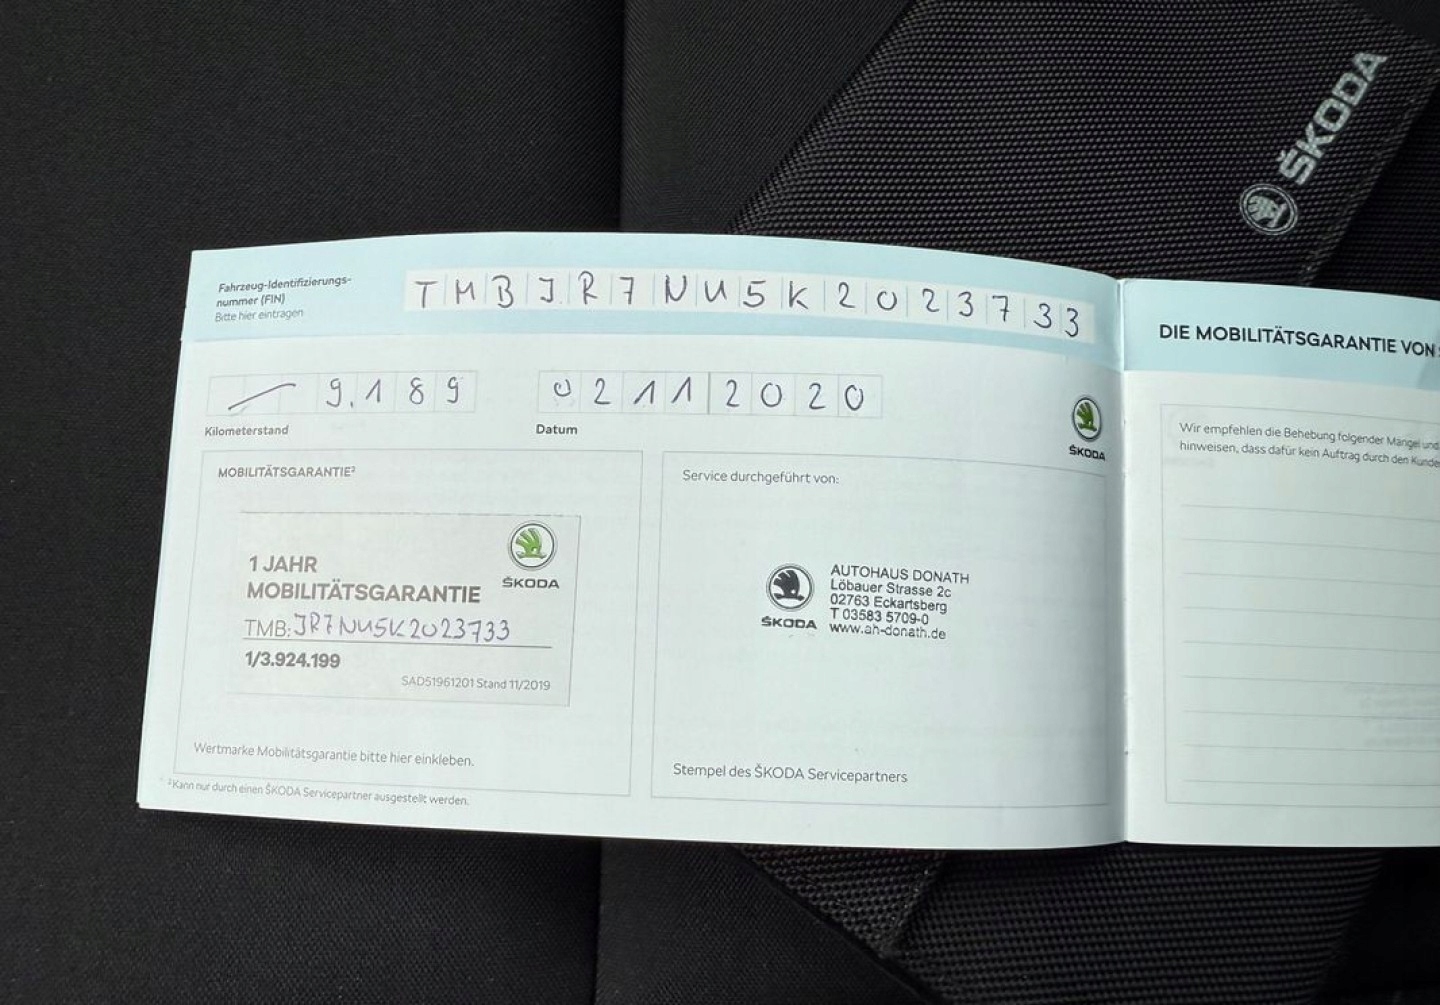 ŠKODA
Fahrzeug-Identifizierungs-
nummer (FIN)
Bitte hier eintragen
TMBJR7NU5K2023733
9.189
Kilometerstand
02112020
Datum
ŠKODA
MOBILITÄTSGARANTIE²
1 JAHR
MOBILITÄTSGARANTIE
ŠKODA
TMB:JR7NU5K2023733
1/3.924.199
SAD51961201 Stand 11/2019
Wertmarke Mobilitätsgarantie bitte hier einkleben.
²Kann nur durch einen ŠKODA Servicepartner ausgestellt werden.
Service durchgeführt von:
ŠKODA
AUTOHAUS DONATH
Löbauer Strasse 2c
02763 Eckartsberg
T 03583 5709-0
www.ah-donath.de
Stempel des ŠKODA Servicepartners
DIE MOBILITÄTSGARANTIE VON
Wir empfehlen die Behebung folgender Mängel und
hinweisen, dass dafür kein Auftrag durch den Kunde